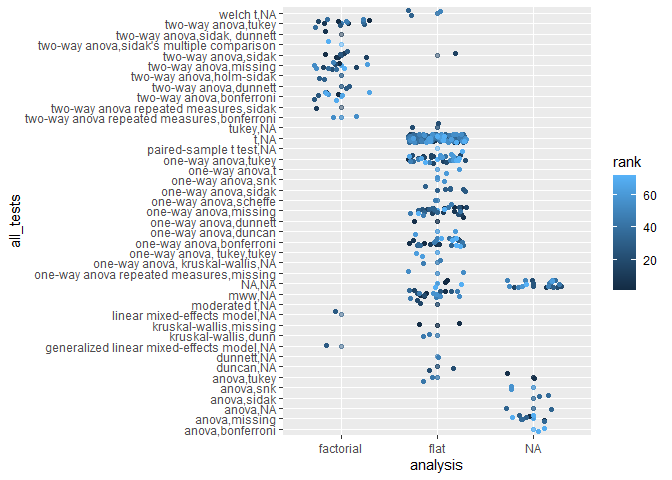 welch t,NA
two-way anova,tukey
two-way anova,sidak, dunnett
two-way anova,sidak's multiple comparison
two-way anova,sidak
two-way anova,missing
two-way anova,holm-sidak
two-way anova,dunnett
two-way anova,bonferroni
two-way anova repeated measures,sidak
two-way anova repeated measures,bonferroni
tukey,NA
t,NA
paired-sample t test,NA
one-way anova,tukey
one-way anova,t
one-way anova,snk
one-way anova,sidak
one-way anova,scheffe
one-way anova,missing
one-way anova,dunnett
one-way anova,duncan
one-way anova,bonferroni
one-way anova, tukey,tukey
one-way anova, kruskal-wallis,NA
one-way anova repeated measures,missing
NA,NA
mww,NA
moderated t,NA
linear mixed-effects model,NA
kruskal-wallis,missing
kruskal-wallis,dunn
generalized linear mixed-effects model,NA
dunnett,NA
duncan,NA
anova,tukey
anova,snk
anova,sidak
anova,NA
anova,missing
anova,bonferroni
all_tests
factorial
flat
NA
analysis
rank
60
40
20